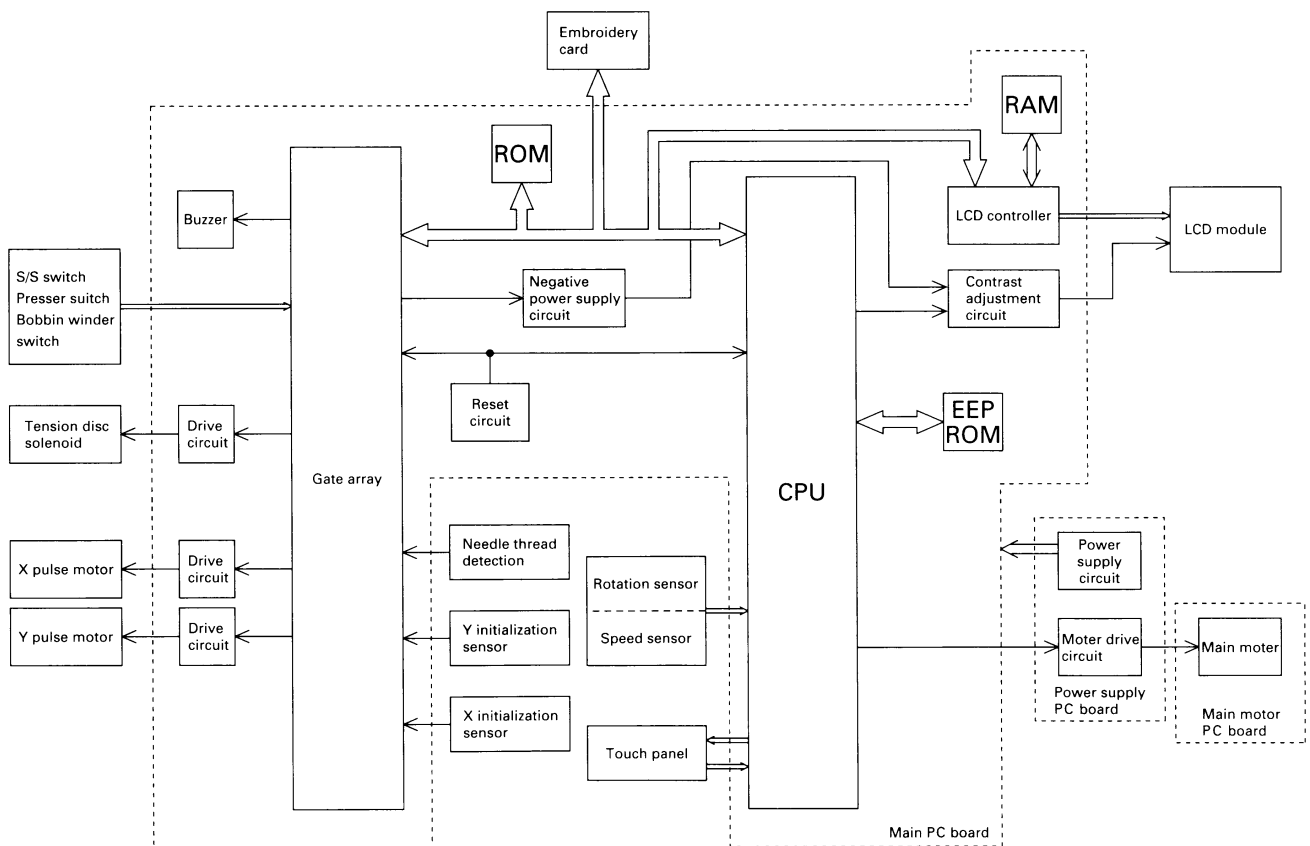 Embroidery
card
RAM
ROM
Buzzer
LCD controller
LCD module
S/S switch
Presser suitch
Bobbin winder
switch
Negative
power supply
circuit
Contrast
adjustment
circuit
Reset
circuit
EEP
ROM
Tension disc
solenoid
Drive
circuit
Gate array
CPU
Needle thread
detection
Power
supply
circuit
X pulse motor
Drive
circuit
Rotation sensor
Speed sensor
Y pulse motor
Drive
circuit
Y initialization
sensor
Moter drive
circuit
Main moter
Power supply
PC board
X initialization
sensor
Main motor
PC board
Touch panel
Main PC board